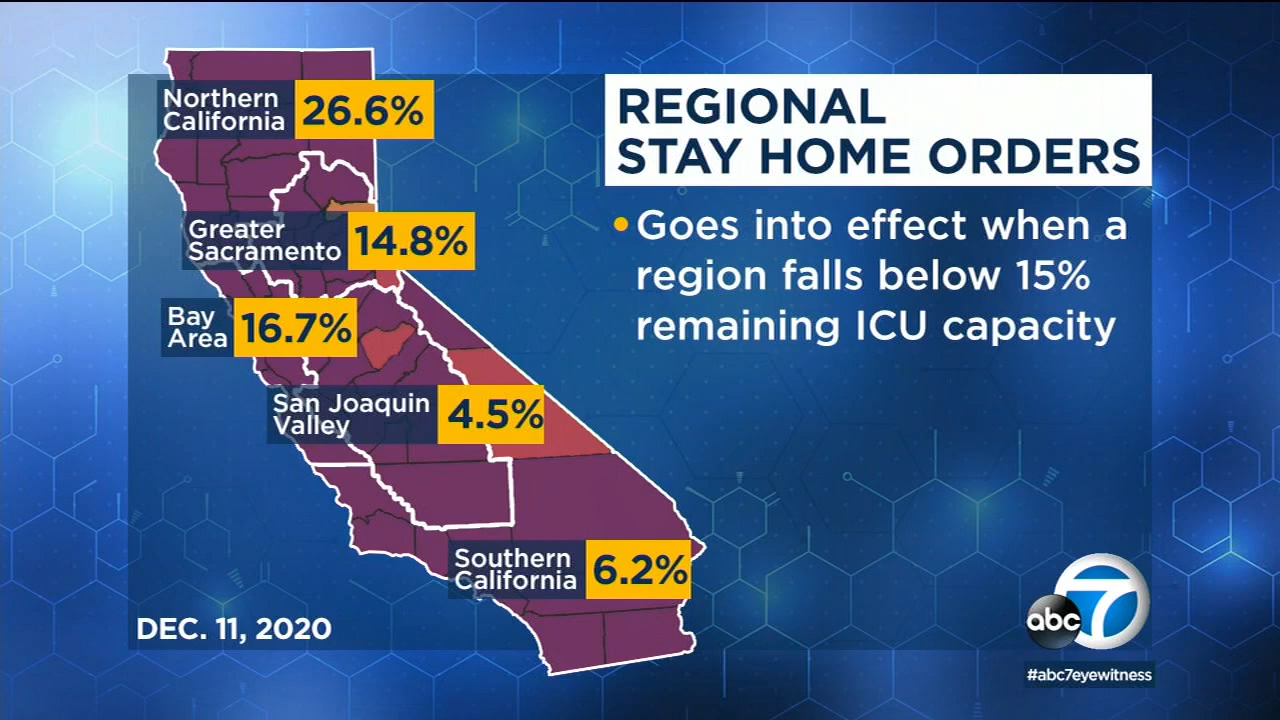 REGIONAL
STAY HOME ORDERS
• Goes into effect when a
region falls below 15%
remaining ICU capacity
Northern
California
26.6%
Greater
Sacramento
14.8%
Bay
Area
16.7%
San Joaquin
Valley
4.5%
Southern
California
6.2%
DEC. 11, 2020
abc
7
#abc7eyewitness